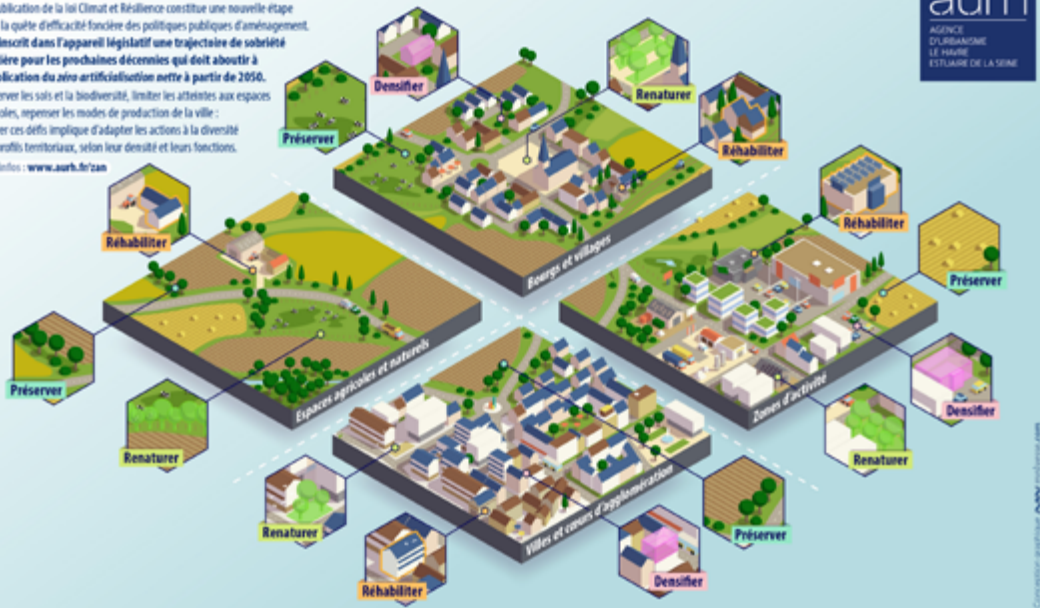 ublication de la loi Climat et Résilience constitue une nouvelle étape
la quête d'efficacité foncière des politiques publiques d'aménagement.
inscrit dans l'appareil législatif une trajectoire de sobriété
ière pour les prochaines décennies qui doit aboutir à
plication du zéro artificialisation nette à partir de 2050.
erver les sols et la biodiversité, limiter les atteintes aux espaces
oles, repenser les modes de production de la ville :
er ces défis implique d'adapter les actions à la diversité
profils territoriaux, selon leur densité et leurs fonctions.
infos : www.aurh.fr/zan
aurh
AGENCE
D'URBANISME
LE HAVRE
ESTUAIRE DE LA SEINE
Densifier
Renaturer
Préserver
Réhabiliter
Bourgs et villages
Réhabiliter
Préserver
Renaturer
Espaces agricoles et naturels
Réhabiliter
Préserver
Densifier
Renaturer
Zones d'activité
Renaturer
Réhabiliter
Densifier
Préserver
Villes et cœurs d'agglomération
Conception graphique